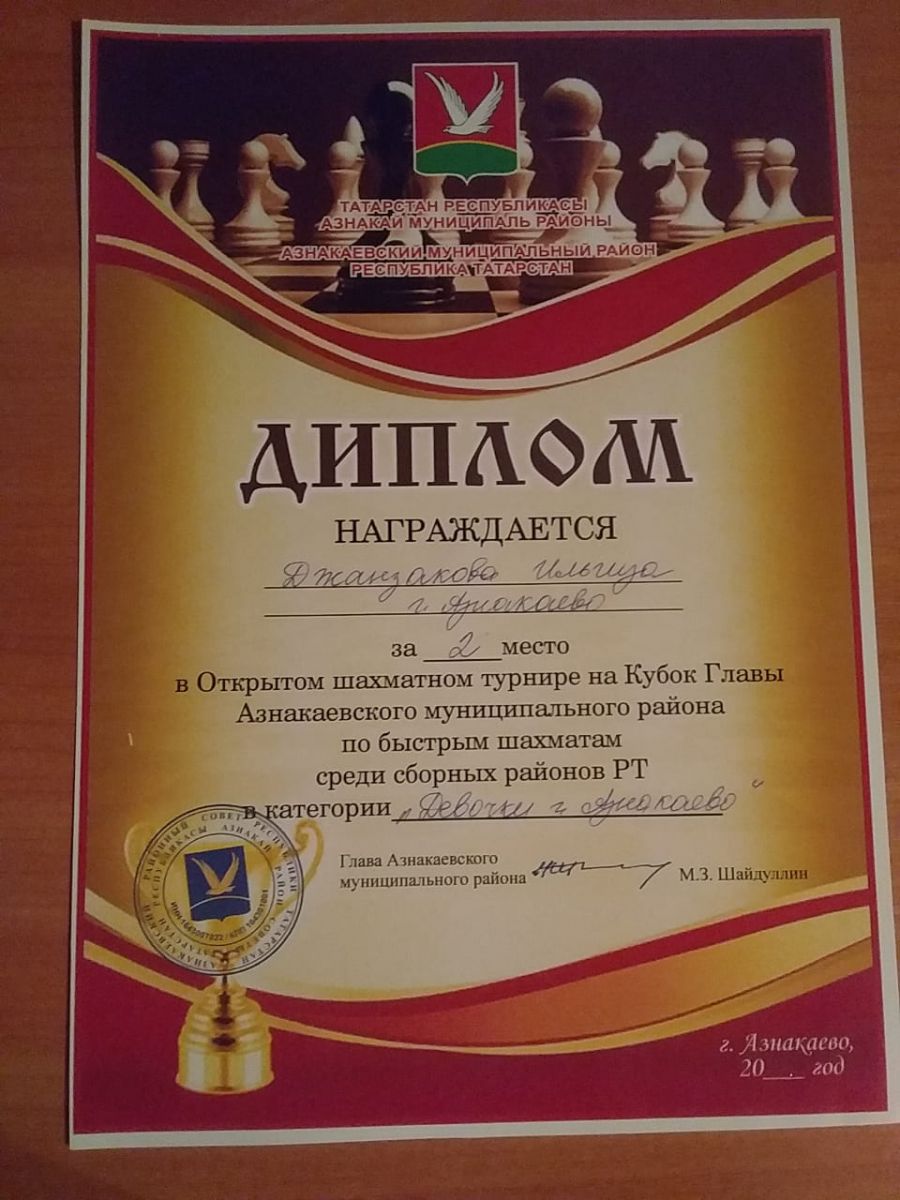 ТАТАРСТАН РЕСПУБЛИКАСЫ
АЗНАКАЙ МУНИЦИПАЛЬ РАЙОНЫ
АЗНАКАЕВСКИЙ МУНИЦИПАЛЬНЫЙ РАЙОН
РЕСПУБЛИКА ТАТАРСТАН
ДИПЛОМ
НАГРАЖДАЕТСЯ
Джанзакова Ильгиза
г. Азнакаево
за 2 место
в Открытом шахматном турнире на Кубок Главы
Азнакаевского муниципального района
по быстрым шахматам
среди сборных районов РТ
в категории „Девочки г. Азнакаево"
Глава Азнакаевского
муниципального района М.З. Шайдуллин
г. Азнакаево,
20___. год